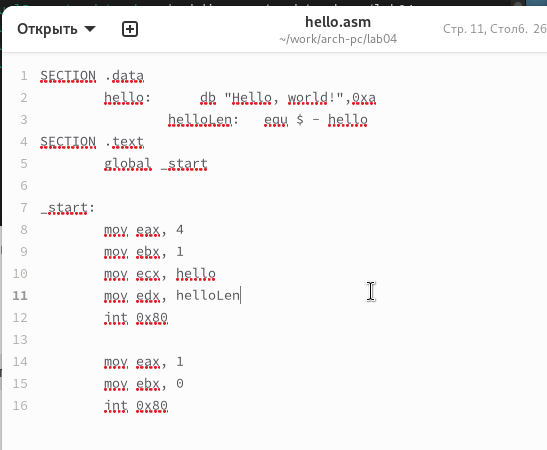 Открыть
hello.asm
~/work/arch-pc/lab04
Стр. 11, Столб. 26
1 SECTION .data
2 hello: db "Hello, world!",0xa
3 helloLen: equ $ - hello
4 SECTION .text
5 global _start
6
7 _start:
8 mov eax, 4
9 mov ebx, 1
10 mov ecx, hello
11 mov edx, helloLen
12 int 0x80
13
14 mov eax, 1
15 mov ebx, 0
16 int 0x80